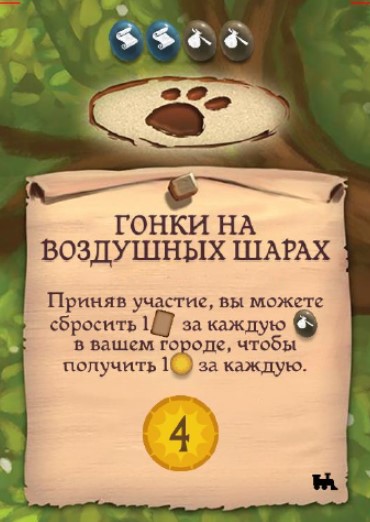 ГОНКИ НА
ВОЗДУШНЫХ ШАРАХ
Приняв участие, вы можете
сбросить 1 за каждую
в вашем городе, чтобы
получить 1 за каждую.
4